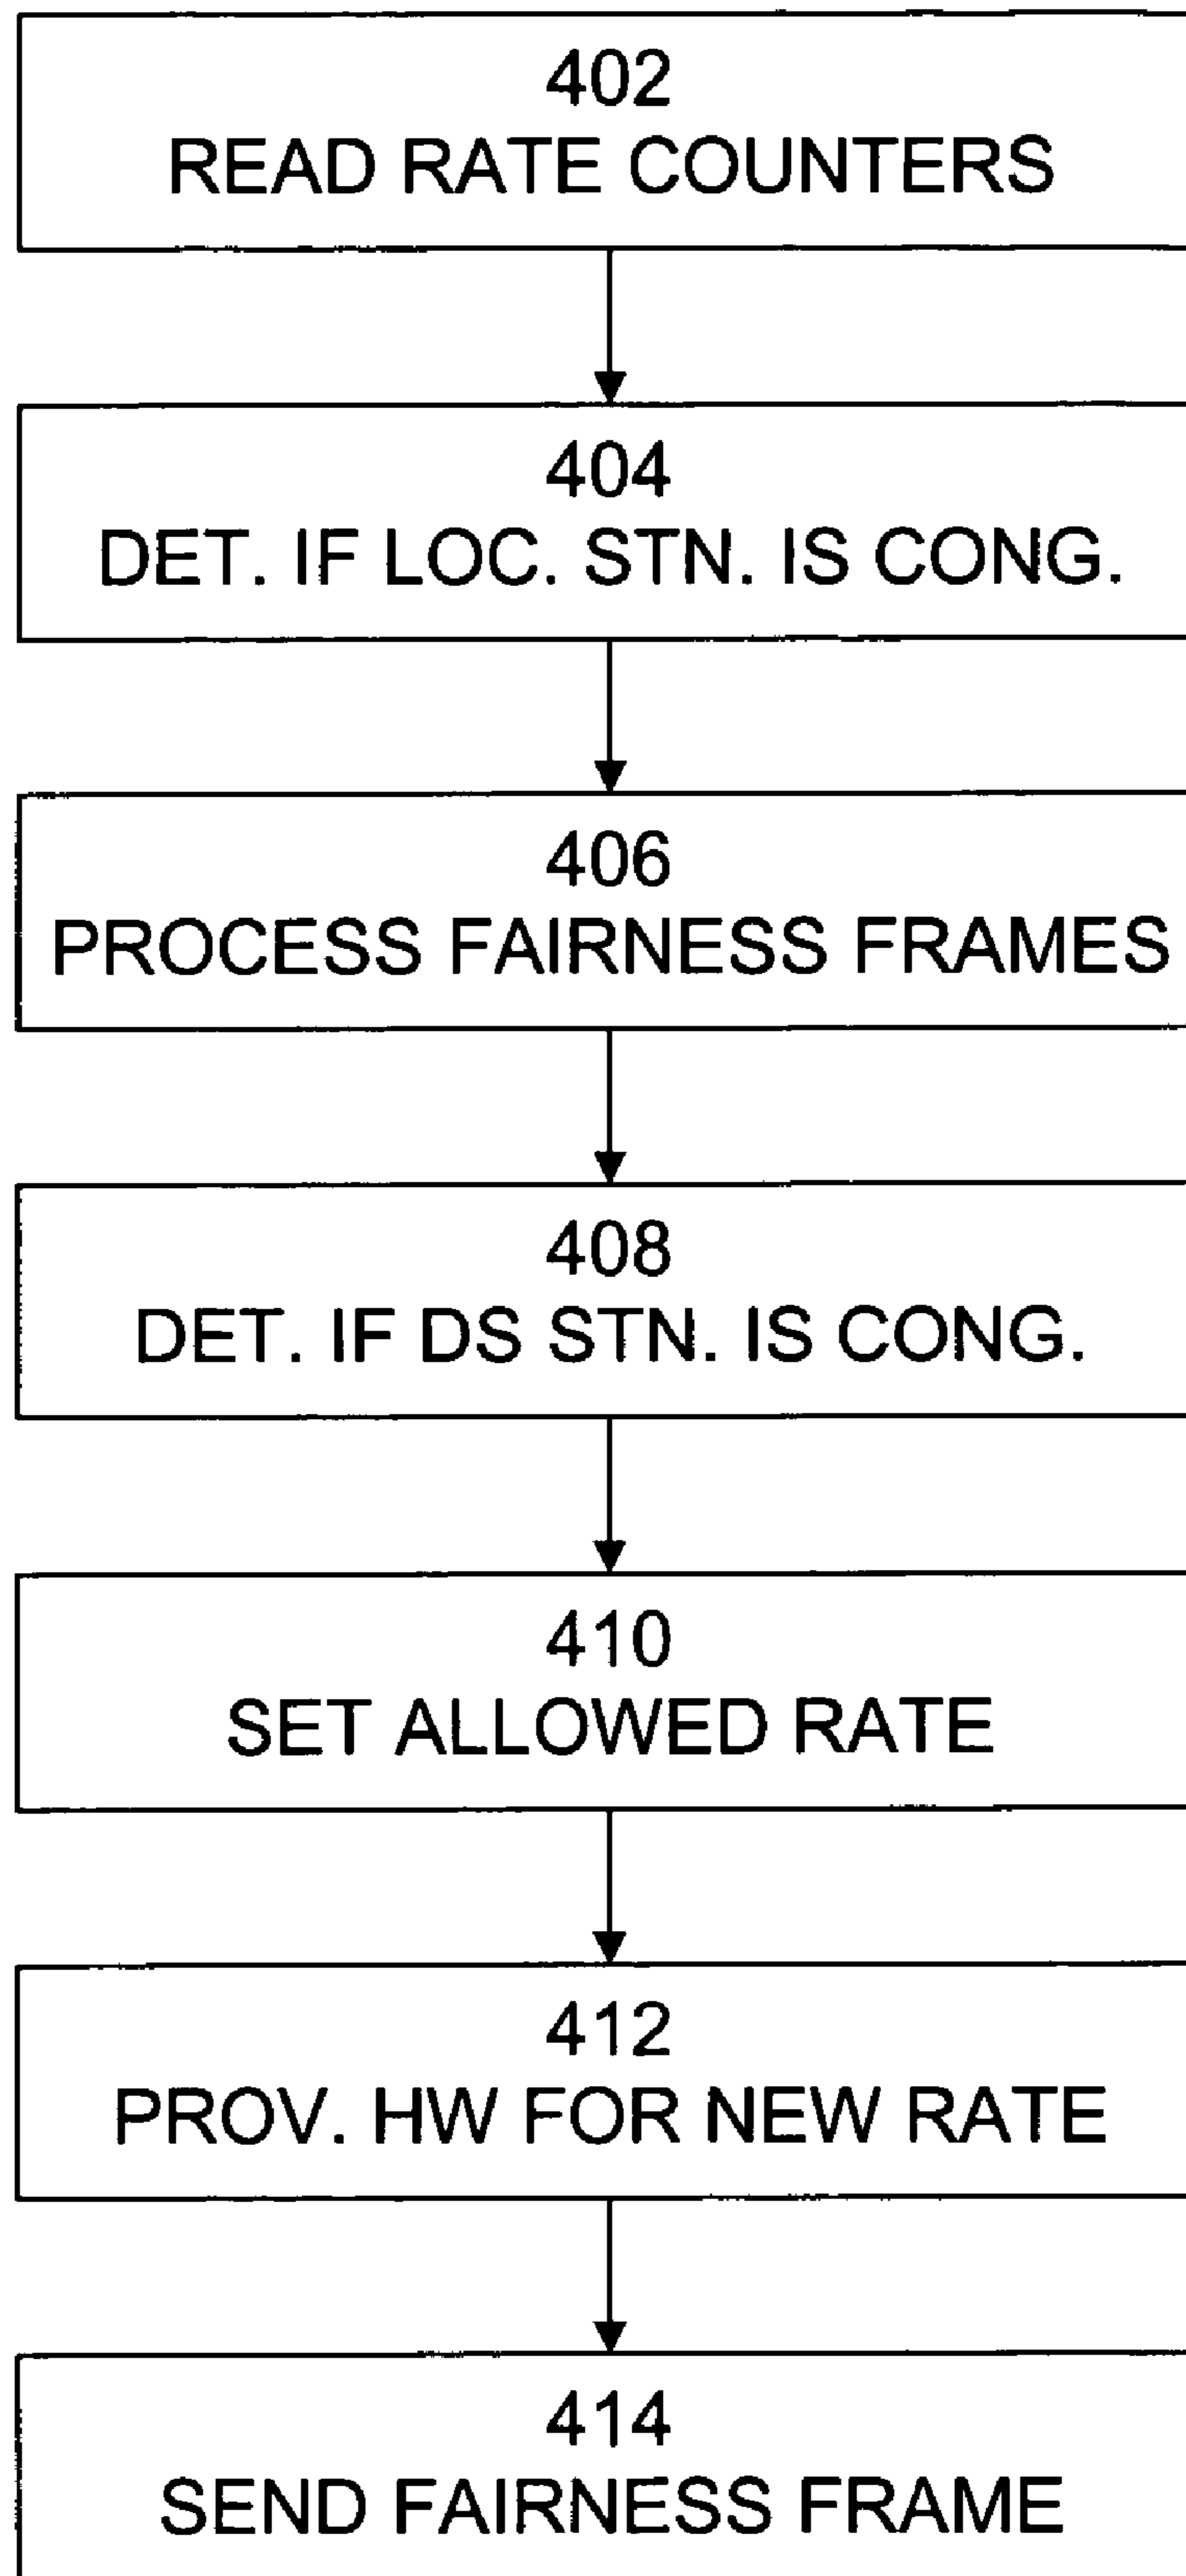 402
READ RATE COUNTERS
404
DET. IF LOC. STN. IS CONG.
406
PROCESS FAIRNESS FRAMES
408
DET. IF DS STN. IS CONG.
410
SET ALLOWED RATE
412
PROV. HW FOR NEW RATE
414
SEND FAIRNESS FRAME